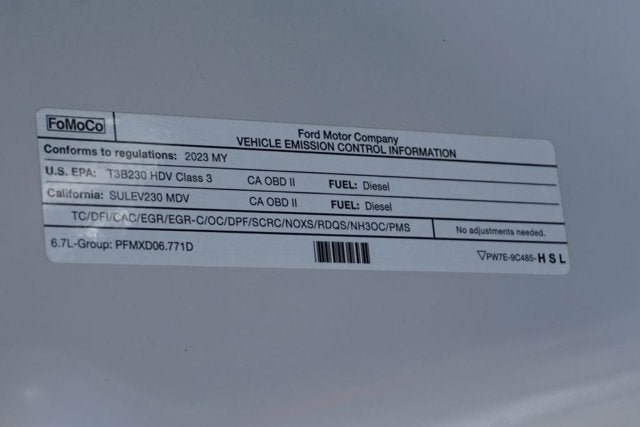 FoMoCo
Ford Motor Company
VEHICLE EMISSION CONTROL INFORMATION
Conforms to regulations: 2023 MY
U.S. EPA: T3B230 HDV Class 3 CA OBD II FUEL: Diesel
California: SULEV230 MDV CA OBD II FUEL: Diesel
TC/DFI/CAC/EGR/EGR-C/OC/DPF/SCRC/NOXS/RDQS/NH3OC/PMS No adjustments needed.
6.7L-Group: PFMXD06.771D PW7E-9C485-HSL